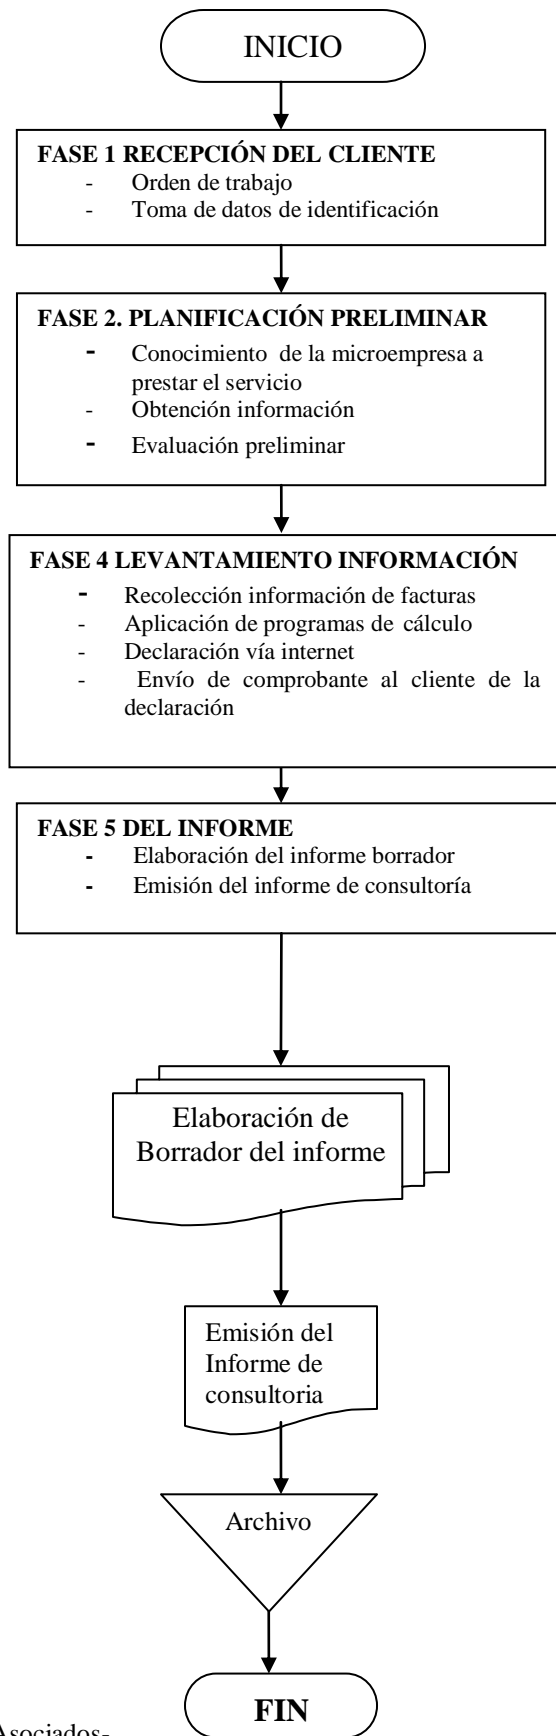 INICIO
FASE 1 RECEPCIÓN DEL CLIENTE
- Orden de trabajo
- Toma de datos de identificación
FASE 2. PLANIFICACIÓN PRELIMINAR
- Conocimiento de la microempresa a
prestar el servicio
- Obtención información
- Evaluación preliminar
FASE 4 LEVANTAMIENTO INFORMACIÓN
- Recolección información de facturas
- Aplicación de programas de cálculo
- Declaración vía internet
- Envío de comprobante al cliente de la
declaración
FASE 5 DEL INFORME
- Elaboración del informe borrador
- Emisión del informe de consultoría
Elaboración de
Borrador del informe
Emisión del
Informe de
consultoria
Archivo
FIN
Asociados-